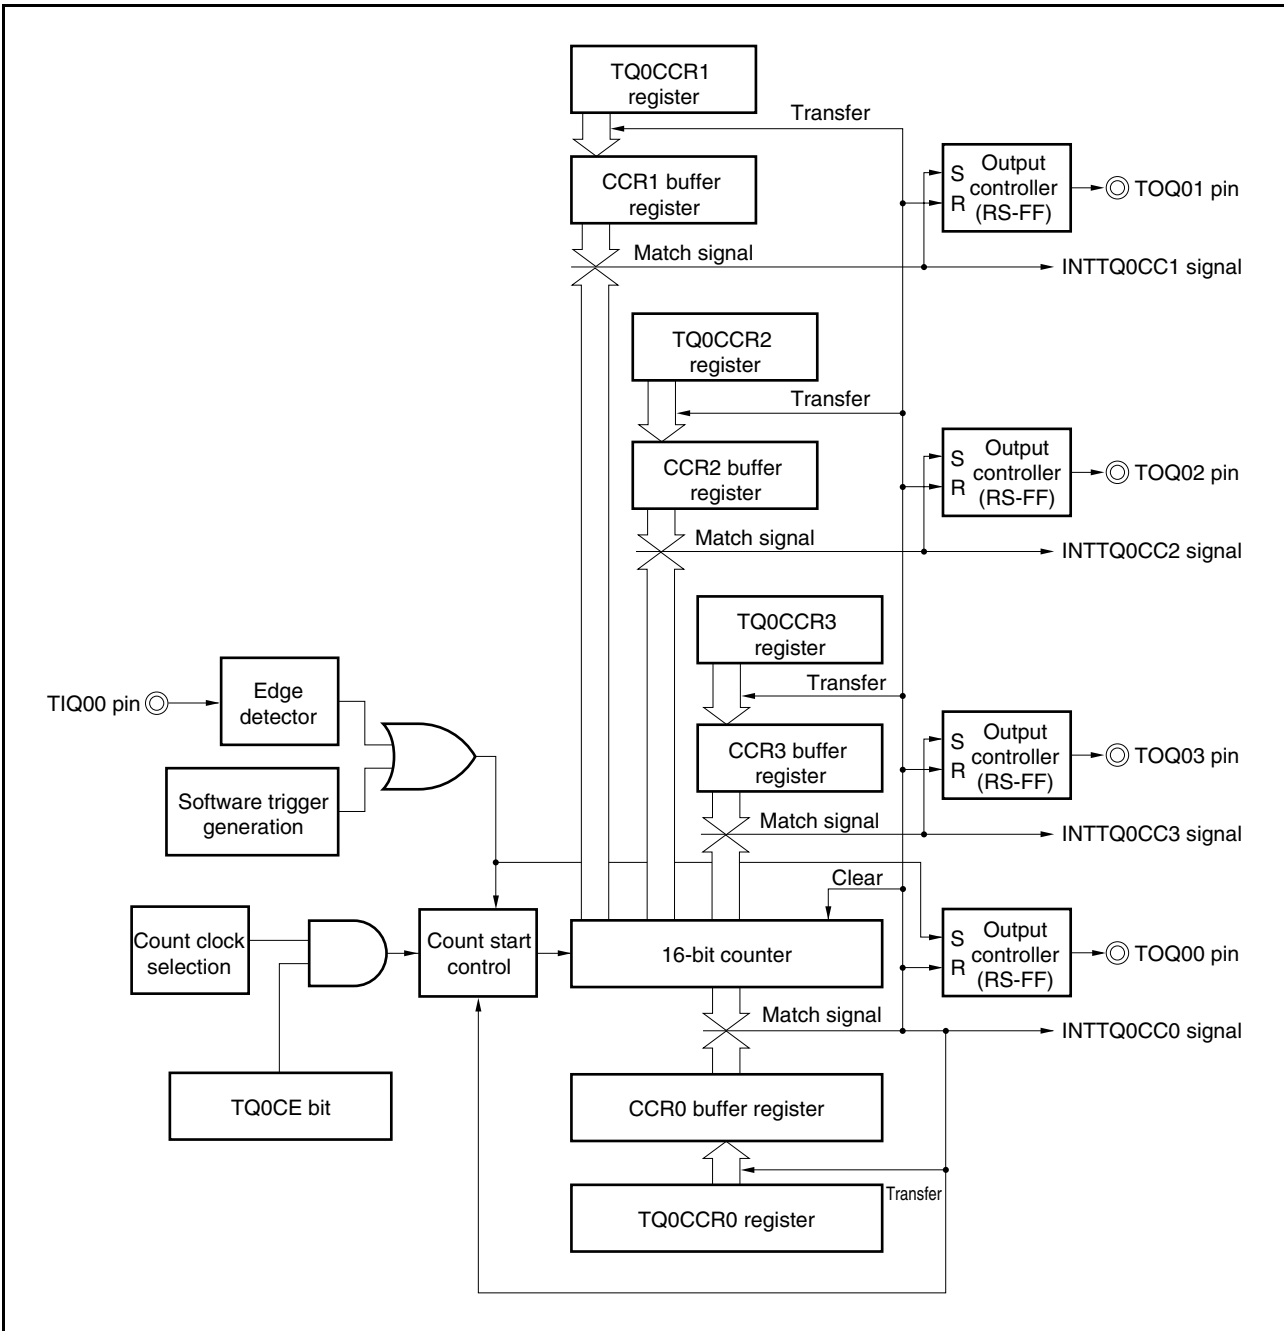 TQ0CCR1
register
Transfer
CCR1 buffer
register
S
R
Output
controller
(RS-FF)
TOQ01 pin
Match signal
INTTQ0CC1 signal
TQ0CCR2
register
Transfer
CCR2 buffer
register
S
R
Output
controller
(RS-FF)
TOQ02 pin
Match signal
INTTQ0CC2 signal
TQ0CCR3
register
Transfer
TIQ00 pin
Edge
detector
CCR3 buffer
register
S
R
Output
controller
(RS-FF)
TOQ03 pin
Software trigger
generation
Match signal
INTTQ0CC3 signal
Clear
Count clock
selection
Count start
control
16-bit counter
S
R
Output
controller
(RS-FF)
TOQ00 pin
Match signal
INTTQ0CC0 signal
TQ0CE bit
CCR0 buffer register
Transfer
TQ0CCR0 register